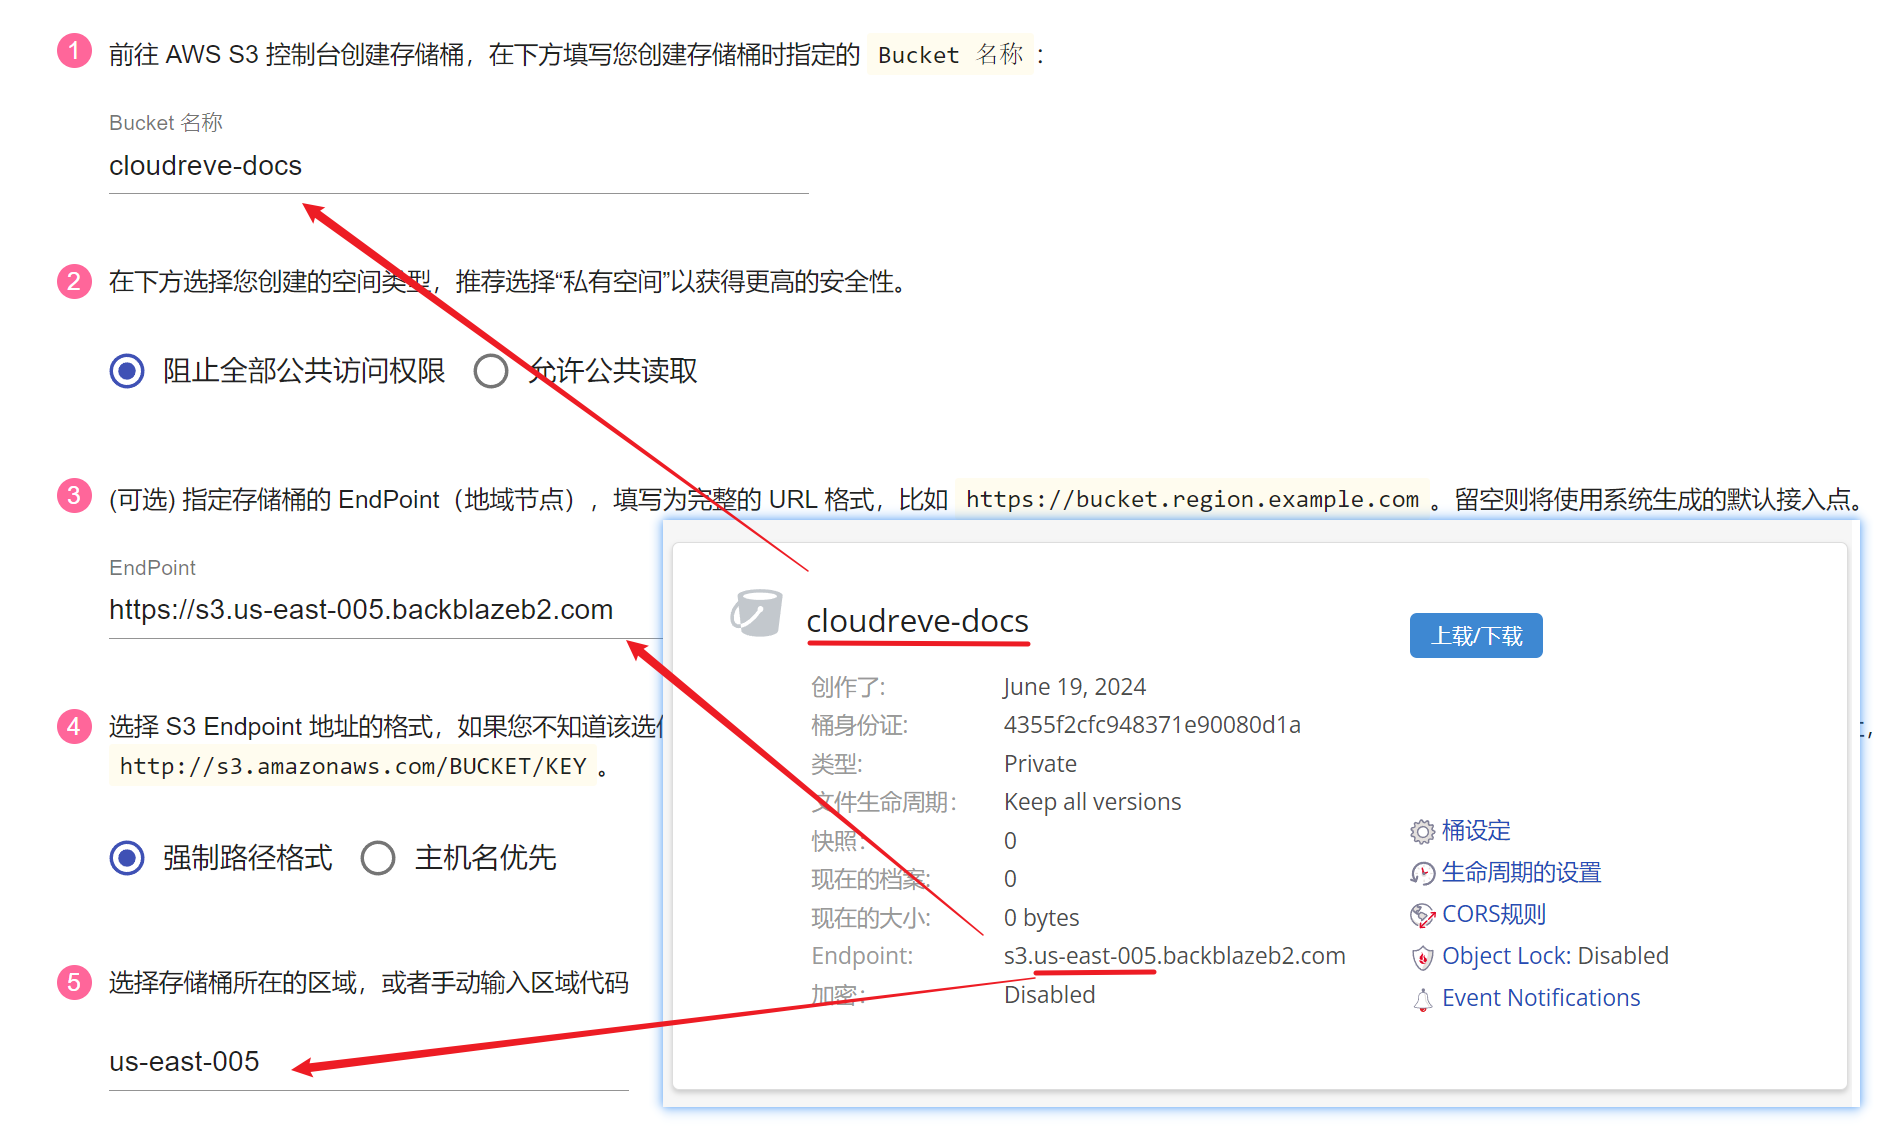 1 前往 AWS S3 控制台创建存储桶，在下方填写您创建存储桶时指定的 Bucket 名称：
Bucket 名称
cloudreve-docs
2 在下方选择您创建的空间类型，推荐选择“私有空间”以获得更高的安全性。
阻止全部公共访问权限 允许公共读取
3 (可选) 指定存储桶的 EndPoint（地域节点），填写为完整的 URL 格式，比如 https://bucket.region.example.com 。留空则将使用系统生成的默认接入点。
EndPoint
https://s3.us-east-005.backblazeb2.com
4 选择 S3 Endpoint 地址的格式，如果您不知道该选
http://s3.amazonaws.com/BUCKET/KEY 。
强制路径格式 主机名优先
5 选择存储桶所在的区域，或者手动输入区域代码
us-east-005
cloudreve-docs
上载/下载
创作了: June 19, 2024
桶身份证: 4355f2cfc948371e90080d1a
类型: Private
文件生命周期: Keep all versions
快照: 0
现在的档案: 0
现在的大小: 0 bytes
Endpoint: s3.us-east-005.backblazeb2.com
加密: Disabled
桶设定
生命周期的设置
CORS规则
Object Lock: Disabled
Event Notifications